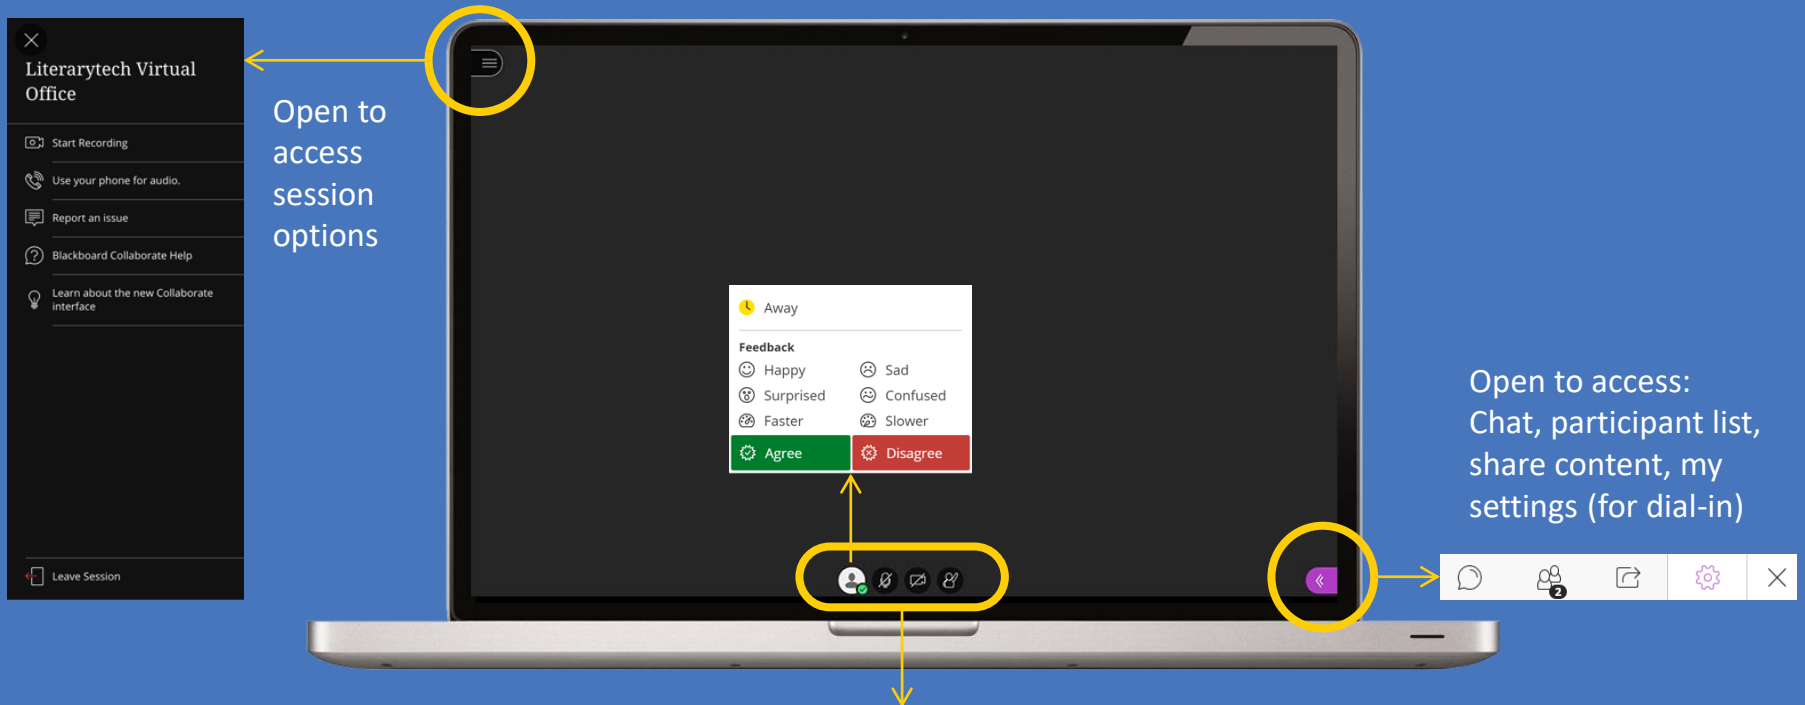 Literarytech Virtual
Office
Start Recording
Use your phone for audio.
Report an issue
Blackboard Collaborate Help
Learn about the new Collaborate
interface
Leave Session
Open to
access
session
options
Away
Feedback
Happy
Sad
Surprised
Confused
Faster
Slower
Agree
Disagree
Open to access:
Chat, participant list,
share content, my
settings (for dial-in)
2